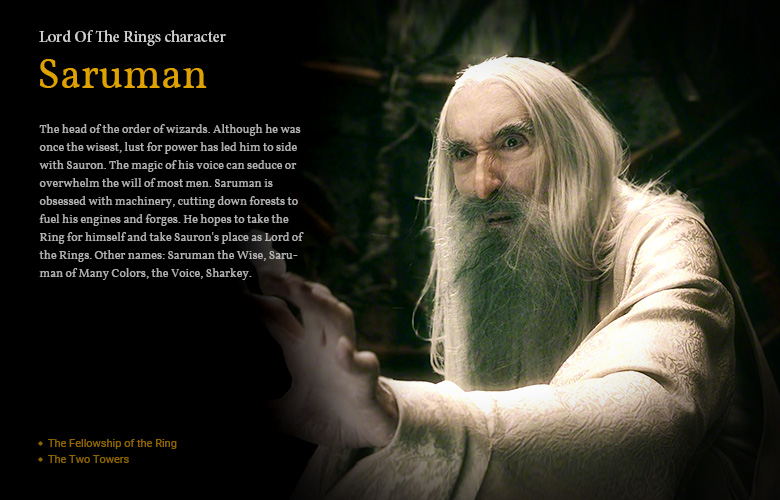 Lord Of The Rings character
Saruman
The head of the order of wizards. Although he was
once the wisest, lust for power has led him to side
with Sauron. The magic of his voice can seduce or
overwhelm the will of most men. Saruman is
obsessed with machinery, cutting down forests to
fuel his engines and forges. He hopes to take the
Ring for himself and take Sauron's place as Lord of
the Rings. Other names: Saruman the Wise, Saru-
man of Many Colors, the Voice, Sharkey.
The Fellowship of the Ring
The Two Towers